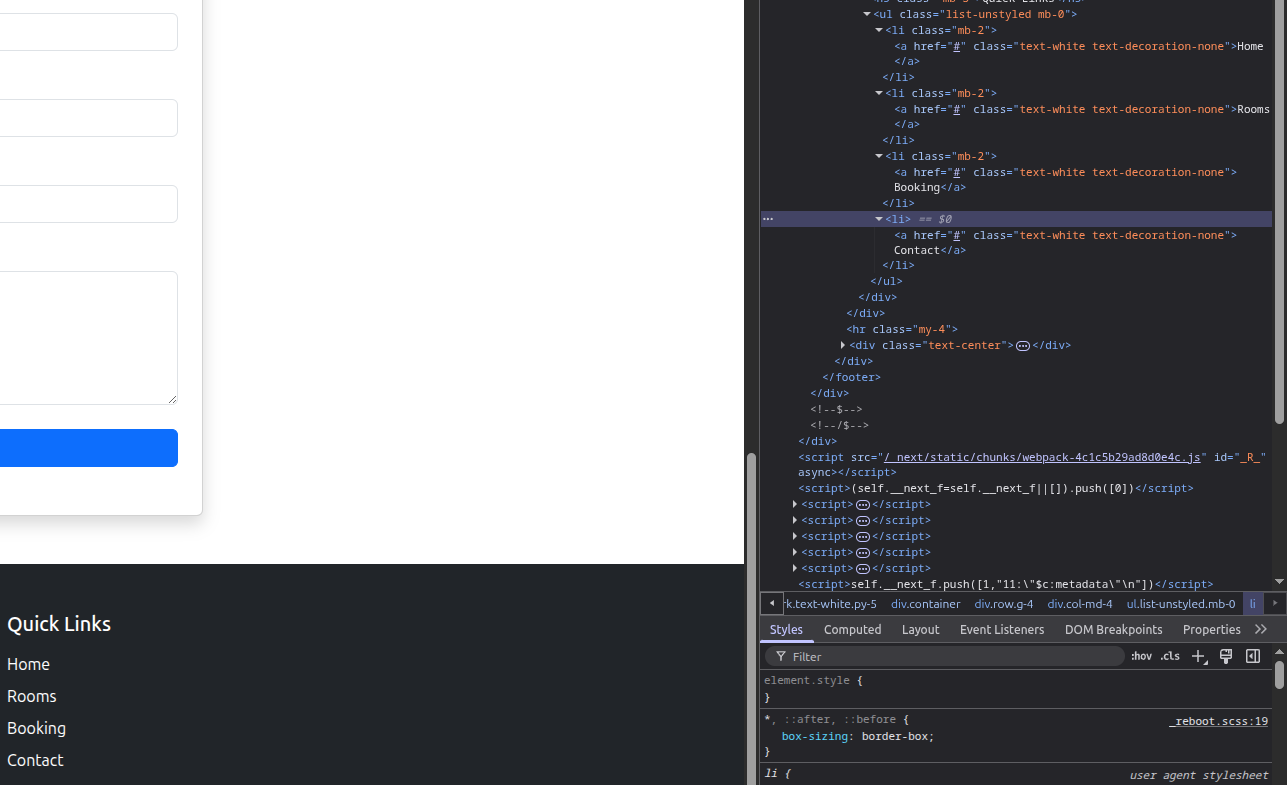 Quick Links
Home
Rooms
Booking
Contact
<ul class="list-unstyled mb-0">
<li class="mb-2">
<a href="#" class="text-white text-decoration-none">Home
</a>
</li>
<li class="mb-2">
<a href="#" class="text-white text-decoration-none">Rooms
</a>
</li>
<li class="mb-2">
<a href="#" class="text-white text-decoration-none">
Booking</a>
</li>
<li> == $0
<a href="#" class="text-white text-decoration-none">
Contact</a>
</li>
</ul>
</div>
</div>
<hr class="my-4">
<div class="text-center"></div>
</div>
</footer>
</div>
<!--$-->
<!--/$-->
</div>
<script src="/_next/static/chunks/webpack-4c1c5b29ad8d0e4c.js" id="_R_"
async></script>
<script>(self.__next_f=self.__next_f||[]).push([0])</script>
<script></script>
<script></script>
<script></script>
<script></script>
<script></script>
<script>self.__next_f.push([1,"11:\"$c:metadata\"\n"])</script>
rk.text-white.py-5 div.container div.row.g-4 div.col-md-4 ul.list-unstyled.mb-0 li
Styles Computed Layout Event Listeners DOM Breakpoints Properties
Filter :hov .cls
element.style {
}
*, ::after, ::before { _reboot.scss:19
box-sizing: border-box;
}
li { user agent stylesheet